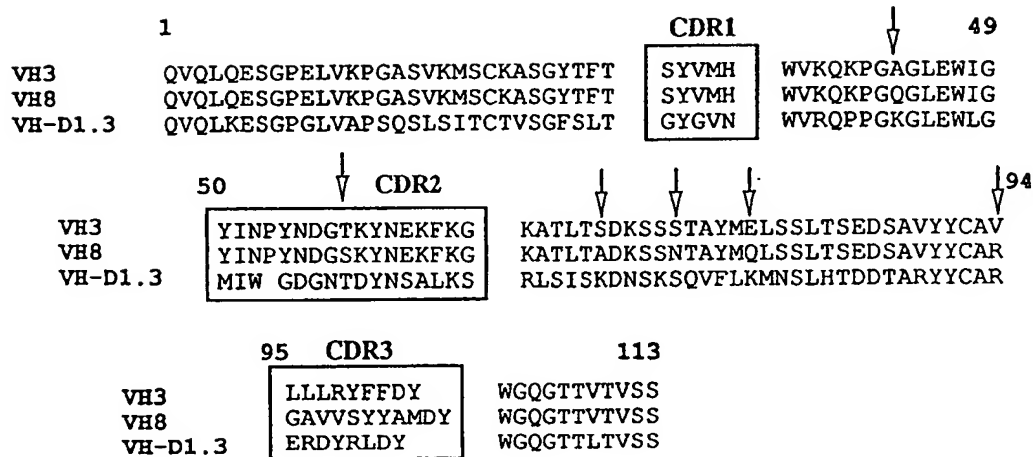 1 CDR1 49
VH3 QVQLQESGPELVKPGASVKMSCKASGYTFT SYVMH WVKQKPGAGLEWIG
VH8 QVQLQESGPELVKPGASVKMSCKASGYTFT SYVMH WVKQKPGQGLEWIG
VH-D1.3 QVQLKESGPGLVAPSQSLSITCTVSGFSLT GYGVN WVRQPPGKGLEWLG
50 CDR2 94
VH3 YINPYNDGTKYNEKFKG KATLTSDKSSSTAYMELSSLTSEDSAVYYCAV
VH8 YINPYNDGSKYNEKFKG KATLTADKSSNTAYMQLSSLTSEDSAVYYCAR
VH-D1.3 MIW GDGNTDYNSALKS RLSISKDNSKSQVFLKMNSLHTDDTARYYCAR
95 CDR3 113
VH3 LLLRYFFDY WGQGTTVTVSS
VH8 GAVVSYYAMDY WGQGTTVTVSS
VH-D1.3 ERDYRLDY WGQGTTLTVSS